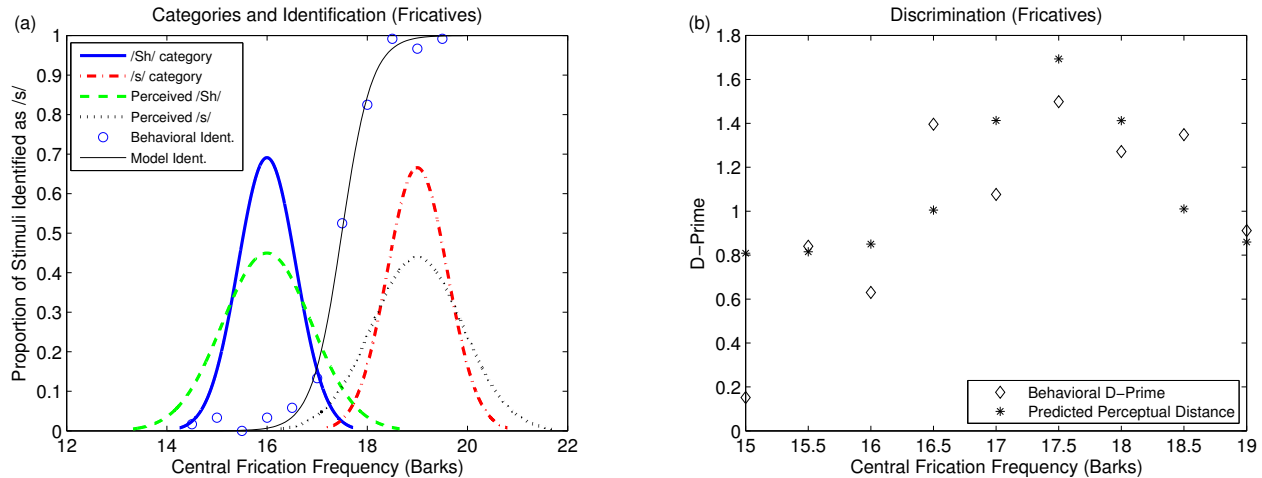 (a)
Categories and Identification (Fricatives)
Proportion of Stimuli Identified as /s/
1
0.9
0.8
0.7
0.6
0.5
0.4
0.3
0.2
0.1
0
/Sh/ category
/s/ category
Perceived /Sh/
Perceived /s/
Behavioral Ident.
Model Ident.
12 14 16 18 20 22
Central Frication Frequency (Barks)
(b)
Discrimination (Fricatives)
D−Prime
1.8
1.6
1.4
1.2
1
0.8
0.6
0.4
0.2
0
Behavioral D−Prime
Predicted Perceptual Distance
15 15.5 16 16.5 17 17.5 18 18.5 19
Central Frication Frequency (Barks)